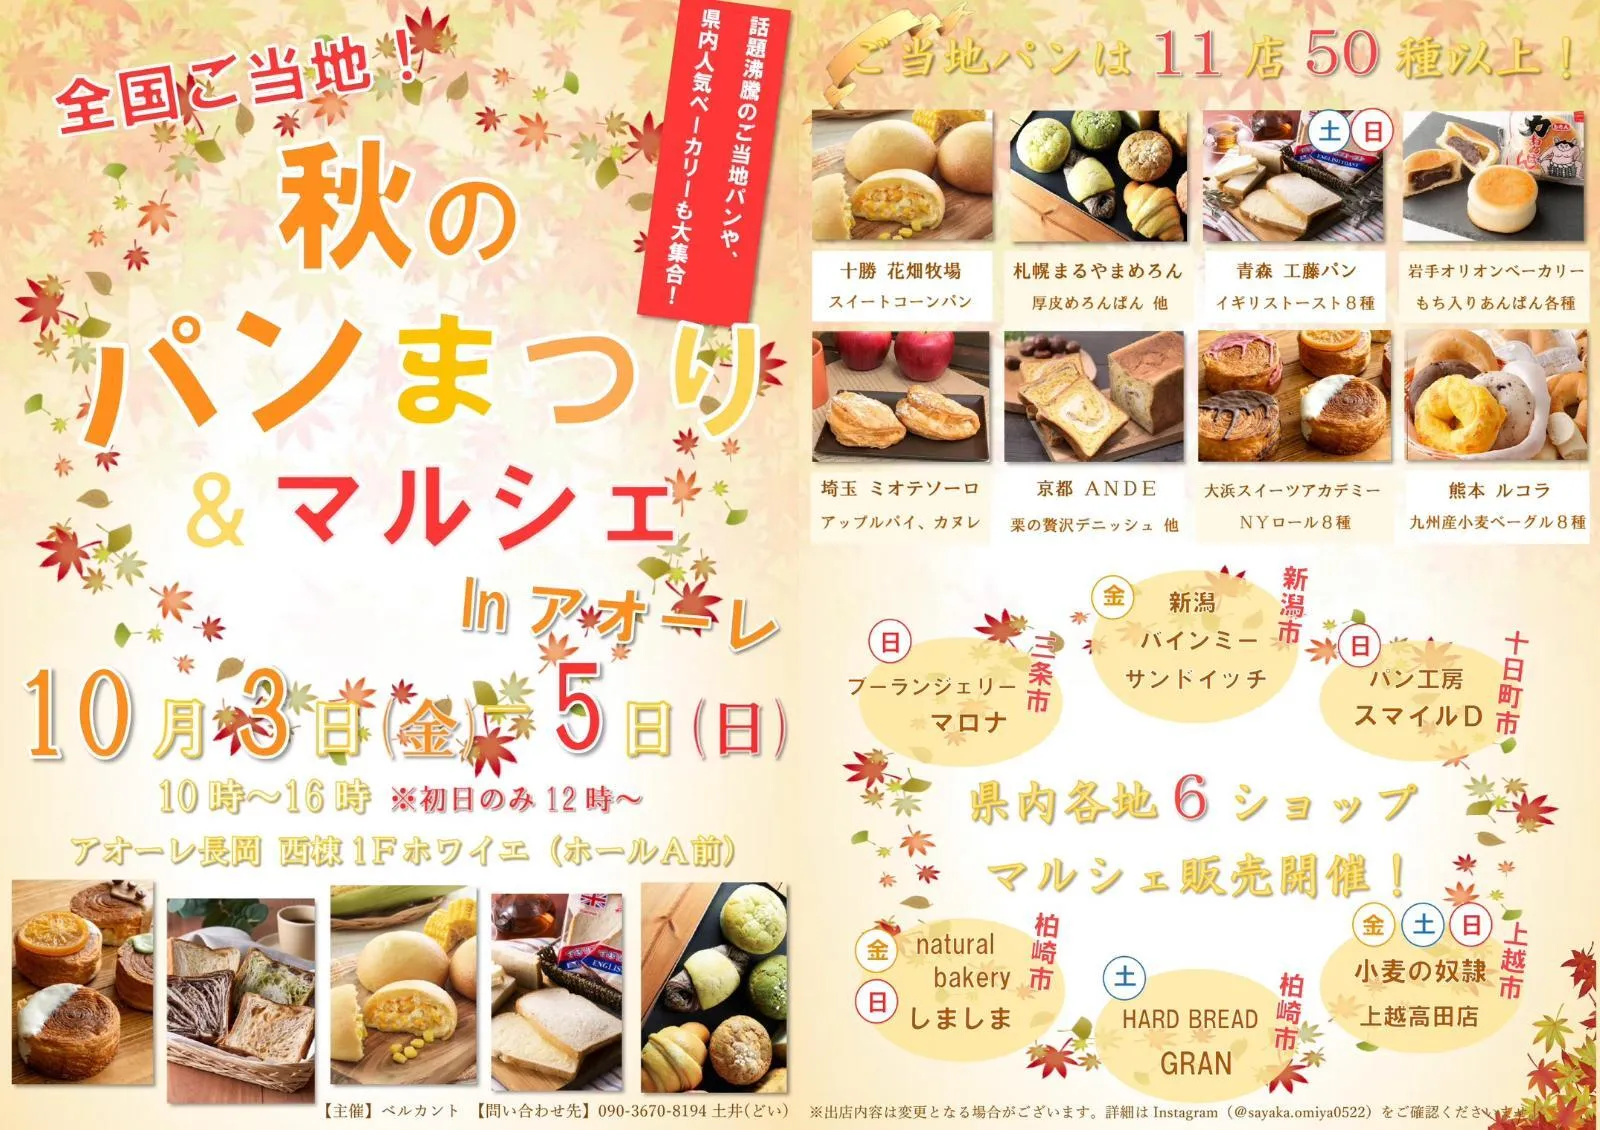 全国ご当地！
秋の
パンまつり
&マルシェ
In アオーレ
話題沸騰のご当地パンや、
県内人気ベーカリーも大集合！
10月3日(金)ー5日(日)
10時～16時 ※初日のみ12時～
アオーレ長岡 西棟1Fホワイエ（ホールA前）
【主催】ベルカント 【問い合わせ先】090-3670-8194 土井(どい)
ご当地パンは11店50種以上！
土 日
ENGLISH TOAST
十勝 花畑牧場
スイートコーンパン
札幌まるやまめろん
厚皮めろんぱん 他
青森 工藤パン
イギリストースト８種
岩手オリオンベーカリー
もち入りあんぱん各種
埼玉 ミオテソーロ
アップルパイ、カヌレ
京都 ＡＮＤＥ
栗の贅沢デニッシュ 他
大浜スイーツアカデミー
ＮＹロール８種
熊本 ルコラ
九州産小麦ベーグル８種
日
ブーランジェリー
マロナ
三条市
金
新潟
バインミー
サンドイッチ
新潟市
日
パン工房
スマイルＤ
十日町市
県内各地6ショップ
マルシェ販売開催！
金
日
natural
bakery
しましま
柏崎市
土
HARD BREAD
GRAN
柏崎市
金 土 日
小麦の奴隷
上越高田店
上越市
※出店内容は変更となる場合がございます。詳細は Instagram（@sayaka.omiya0522）をご確認ください